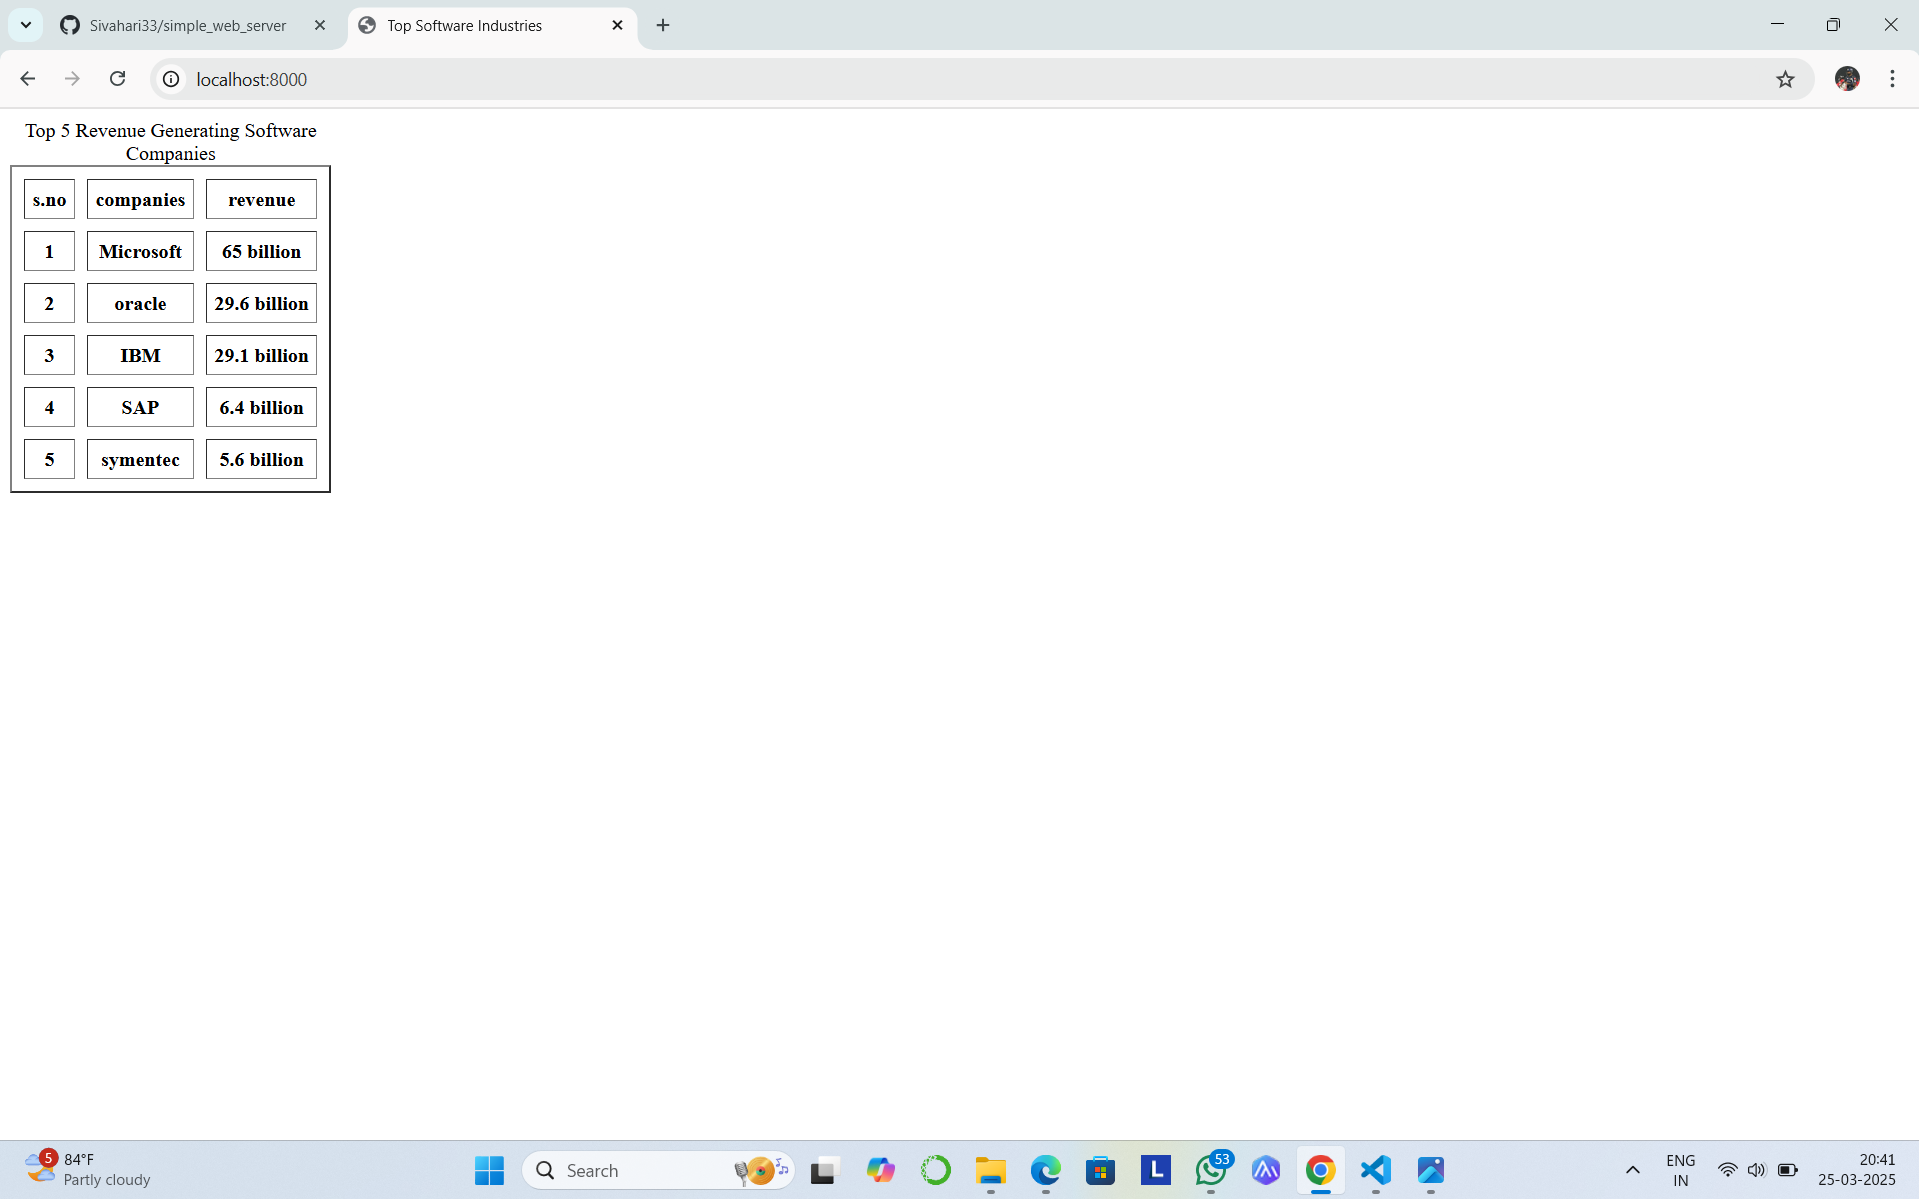 Sivahari33/simple_web_server
Top Software Industries
localhost:8000
Top 5 Revenue Generating Software
Companies
s.no companies revenue
1 Microsoft 65 billion
2 oracle 29.6 billion
3 IBM 29.1 billion
4 SAP 6.4 billion
5 symentec 5.6 billion
5
84°F
Partly cloudy
Search
L
53
ENG
IN
20:41
25-03-2025